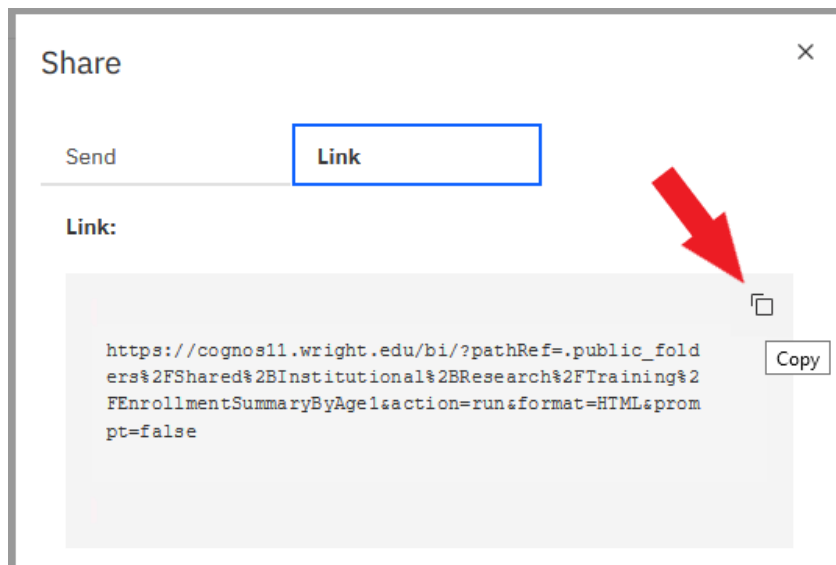 Share
Send
Link
Link:
https://cognos11.wright.edu/bi/?pathRef=.public_fold
ers%2FShared%2BInstitutional%2BResearch%2FTraining%2
FEnrollmentSummaryByAge1&action=run&format=HTML&prom
pt=false
Copy